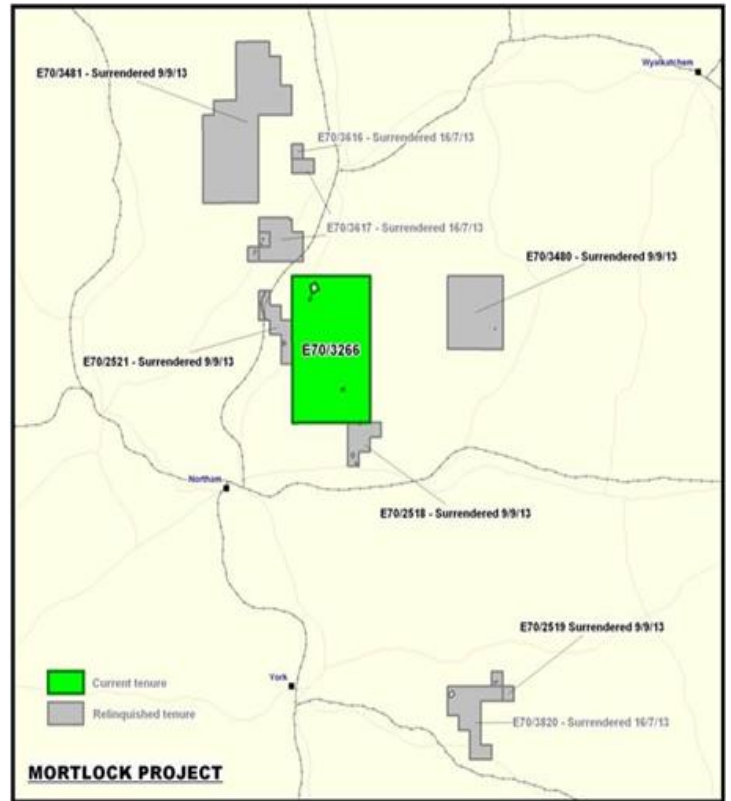 Wyalkatchem
E70/3481 - Surrendered 9/9/13
E70/3616 - Surrendered 16/7/13
E70/3617 - Surrendered 16/7/13
E70/3480 - Surrendered 9/9/13
E70/3266
E70/2521 - Surrendered 9/9/13
Northam
E70/2518 - Surrendered 9/9/13
E70/2519 Surrendered 9/9/13
York
Current tenure
Relinquished tenure
E70/3820 - Surrendered 16/7/13
MORTLOCK PROJECT